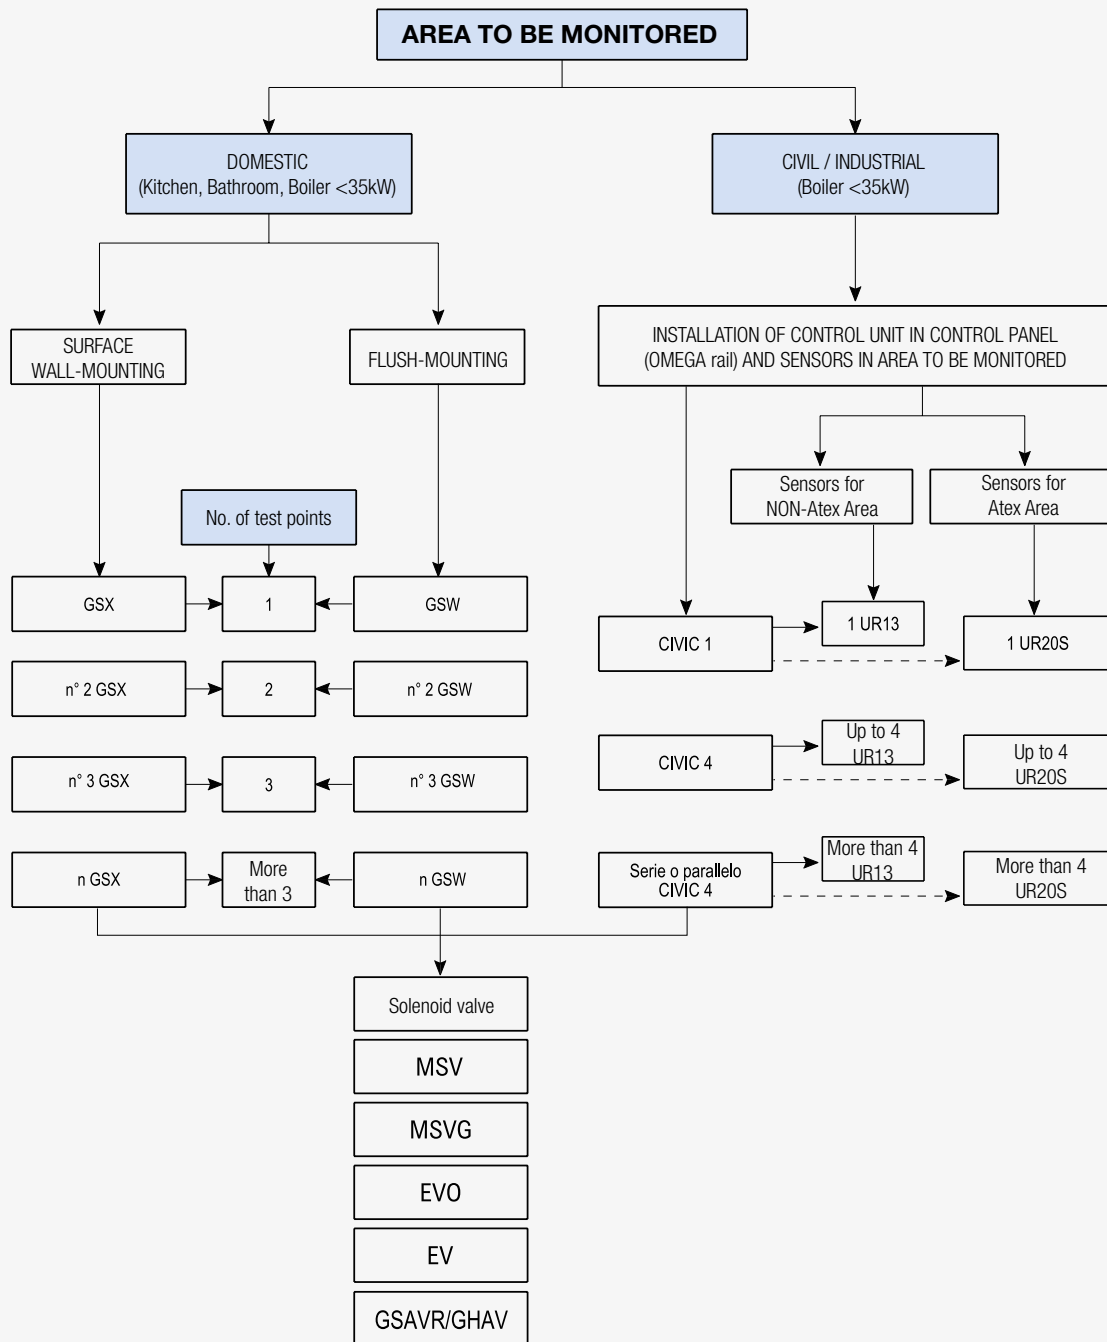 AREA TO BE MONITORED
DOMESTIC
(Kitchen, Bathroom, Boiler <35kW)
CIVIL / INDUSTRIAL
(Boiler <35kW)
SURFACE
WALL-MOUNTING
FLUSH-MOUNTING
INSTALLATION OF CONTROL UNIT IN CONTROL PANEL
(OMEGA rail) AND SENSORS IN AREA TO BE MONITORED
Sensors for
NON-Atex Area
Sensors for
Atex Area
No. of test points
GSX
1
GSW
CIVIC 1
1 UR13
1 UR20S
n° 2 GSX
2
n° 2 GSW
n° 3 GSX
3
n° 3 GSW
CIVIC 4
Up to 4
UR13
Up to 4
UR20S
n GSX
More
than 3
n GSW
Serie o parallelo
CIVIC 4
More than 4
UR13
More than 4
UR20S
Solenoid valve
MSV
MSVG
EVO
EV
GSAVR/GHAV